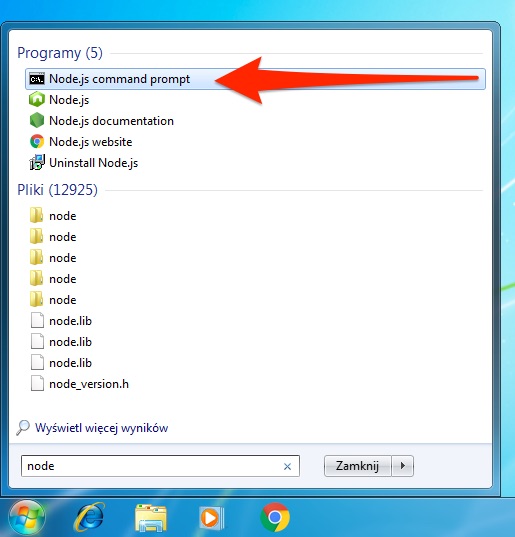 Programy (5)
Node.js command prompt
Node.js
Node.js documentation
Node.js website
Uninstall Node.js
Pliki (12925)
node
node
node
node
node
node.lib
node.lib
node.lib
node_version.h
Wyświetl więcej wyników
node
Zamknij